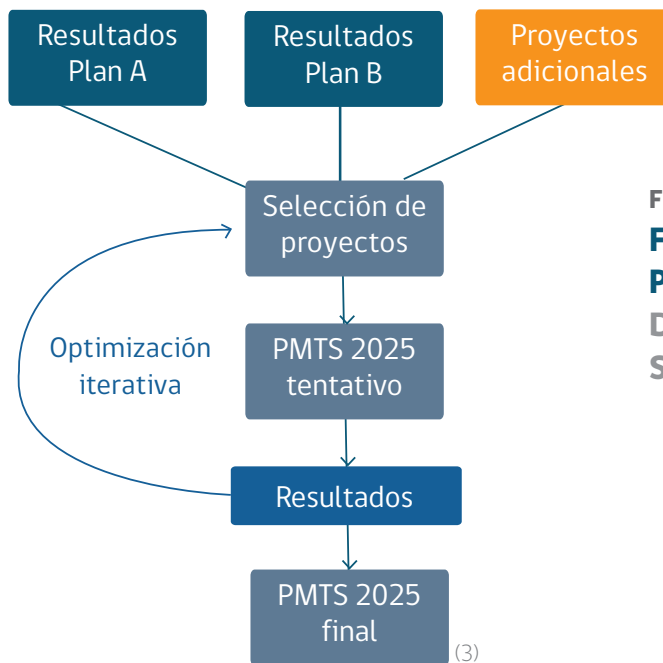 Resultados
Plan A
Resultados
Plan B
Proyectos
adicionales
Selección de
proyectos
Optimización
iterativa
PMTS 2025
tentativo
Resultados
PMTS 2025
final
(3)
F
F
P
D
S